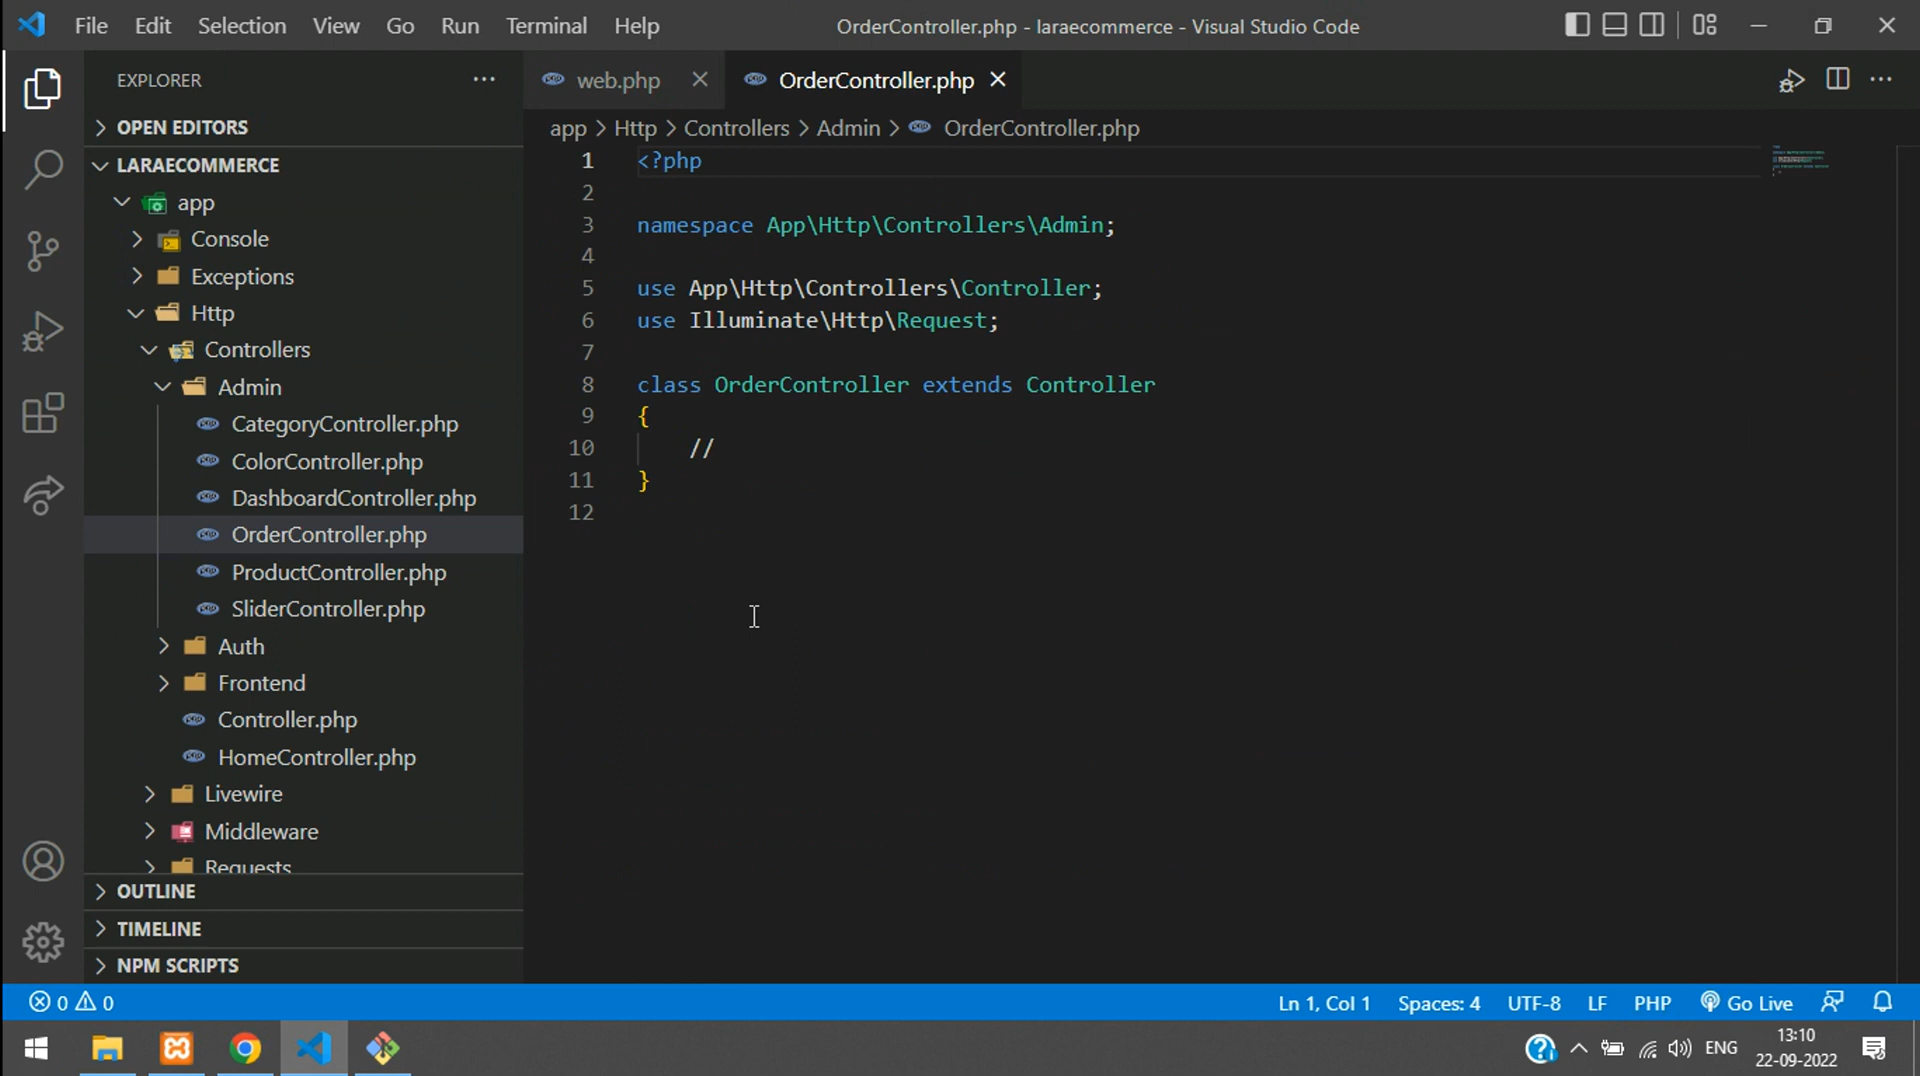 File Edit Selection View Go Run Terminal Help
OrderController.php - laraecommerce - Visual Studio Code
EXPLORER
OPEN EDITORS
LARAECOMMERCE
app
Console
Exceptions
Http
Controllers
Admin
CategoryController.php
ColorController.php
DashboardController.php
OrderController.php
ProductController.php
SliderController.php
Auth
Frontend
Controller.php
HomeController.php
Livewire
Middleware
Requests
OUTLINE
TIMELINE
NPM SCRIPTS
web.php
OrderController.php
app > Http > Controllers > Admin > OrderController.php
1 <?php
2
3 namespace App\Http\Controllers\Admin;
4
5 use App\Http\Controllers\Controller;
6 use Illuminate\Http\Request;
7
8 class OrderController extends Controller
9 {
10     //
11 }
12
0 0
Ln 1, Col 1 Spaces: 4 UTF-8 LF PHP Go Live
ENG
13:10
22-09-2022